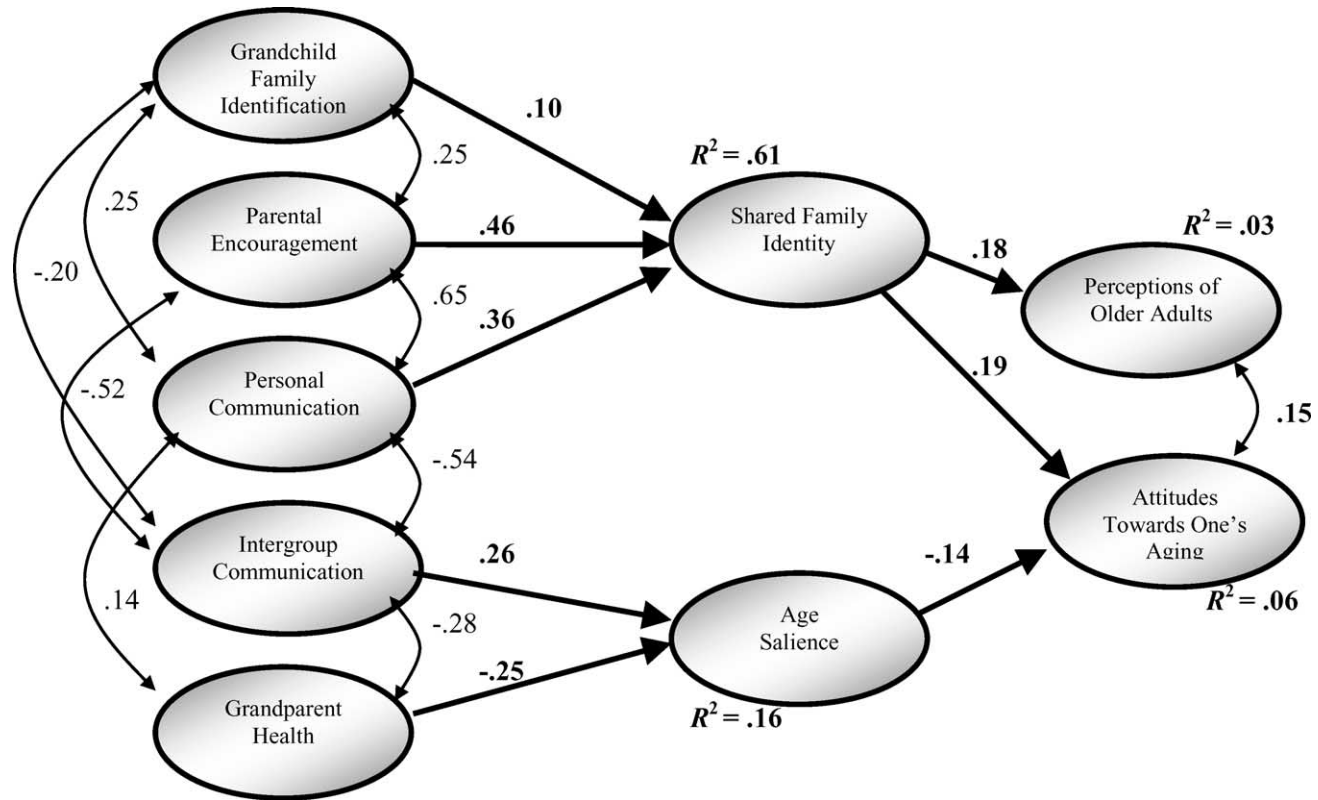 Grandchild
Family
Identification
.10
.25
R² = .61
.25
Parental
Encouragement
.46
Shared Family
Identity
R² = .03
.18
-.20
.65
.36
Perceptions of
Older Adults
.19
-.52
Personal
Communication
.15
-.54
Attitudes
Towards One's
Aging
Intergroup
Communication
.26
-.14
R² = .06
.14
-.28
Age
Salience
-.25
R² = .16
Grandparent
Health